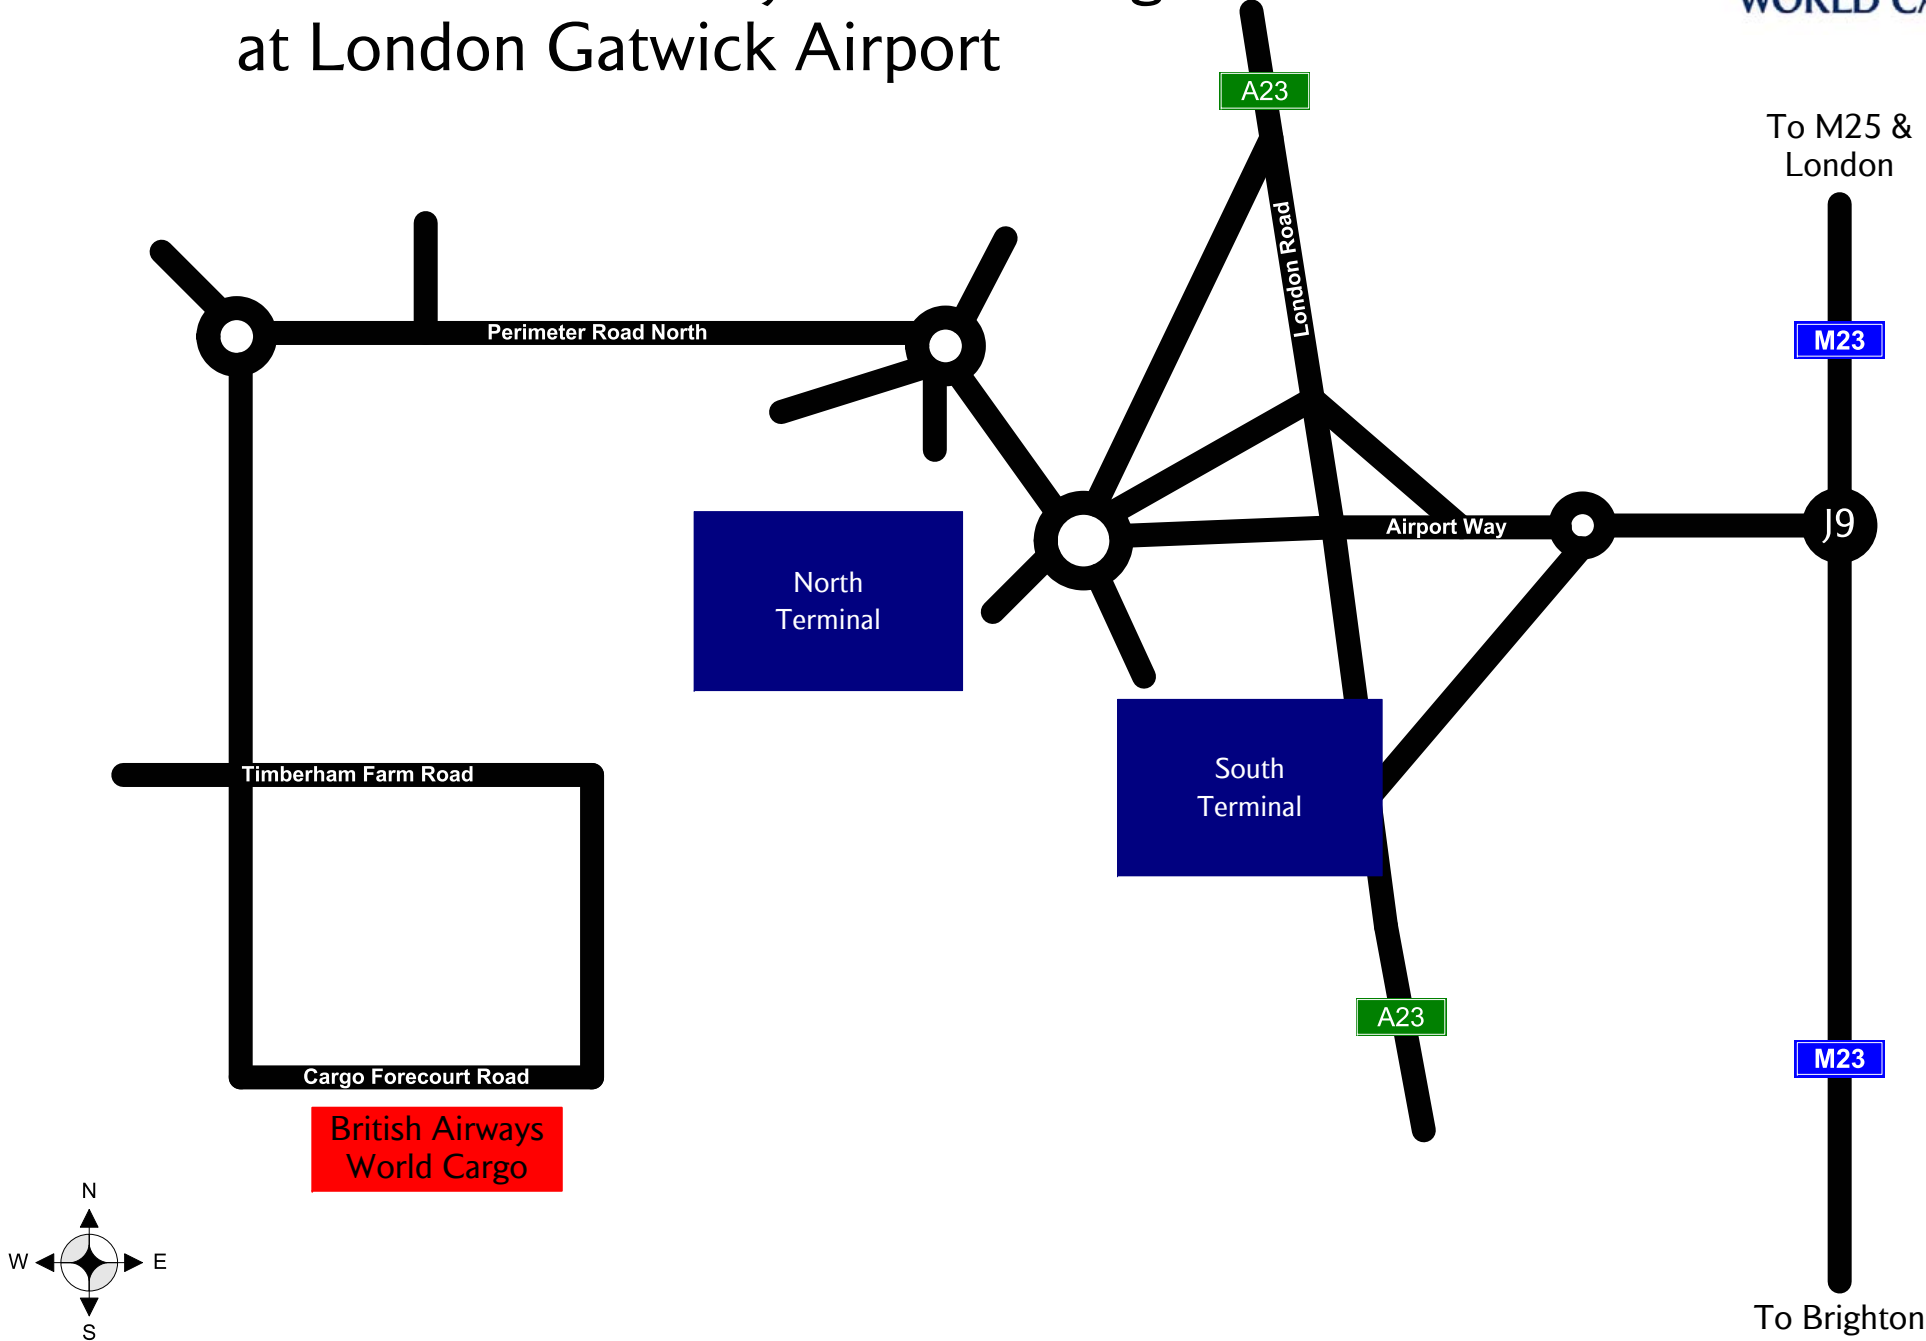 at London Gatwick Airport
WORLD
A23
To M25 &
London
London Road
M23
Perimeter Road North
Airport Way
J9
North
Terminal
South
Terminal
Timberham Farm Road
A23
M23
Cargo Forecourt Road
British Airways
World Cargo
N
W E
S
To Brighton